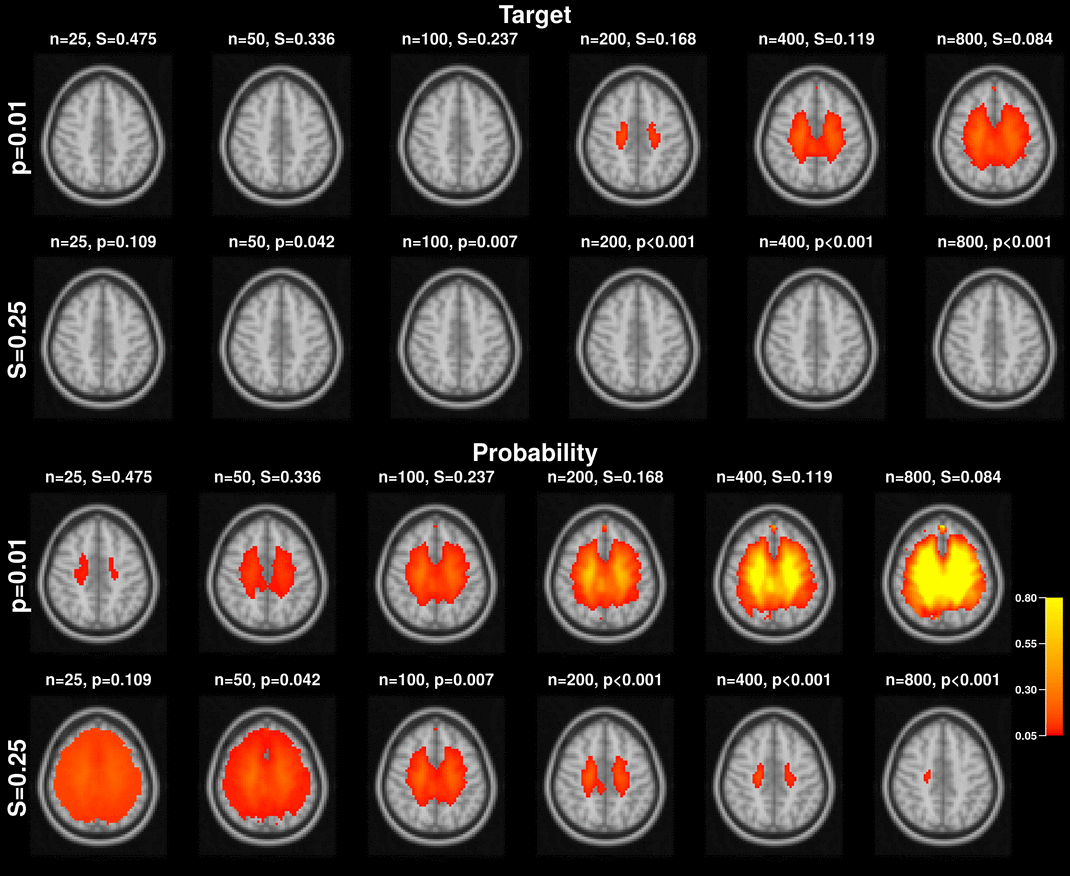 Target
n=25, S=0.475 n=50, S=0.336 n=100, S=0.237 n=200, S=0.168 n=400, S=0.119 n=800, S=0.084
p=0.01
n=25, p=0.109 n=50, p=0.042 n=100, p=0.007 n=200, p<0.001 n=400, p<0.001 n=800, p<0.001
S=0.25
Probability
n=25, S=0.475 n=50, S=0.336 n=100, S=0.237 n=200, S=0.168 n=400, S=0.119 n=800, S=0.084
p=0.01
0.80
0.55
0.30
0.05
n=25, p=0.109 n=50, p=0.042 n=100, p=0.007 n=200, p<0.001 n=400, p<0.001 n=800, p<0.001
S=0.25